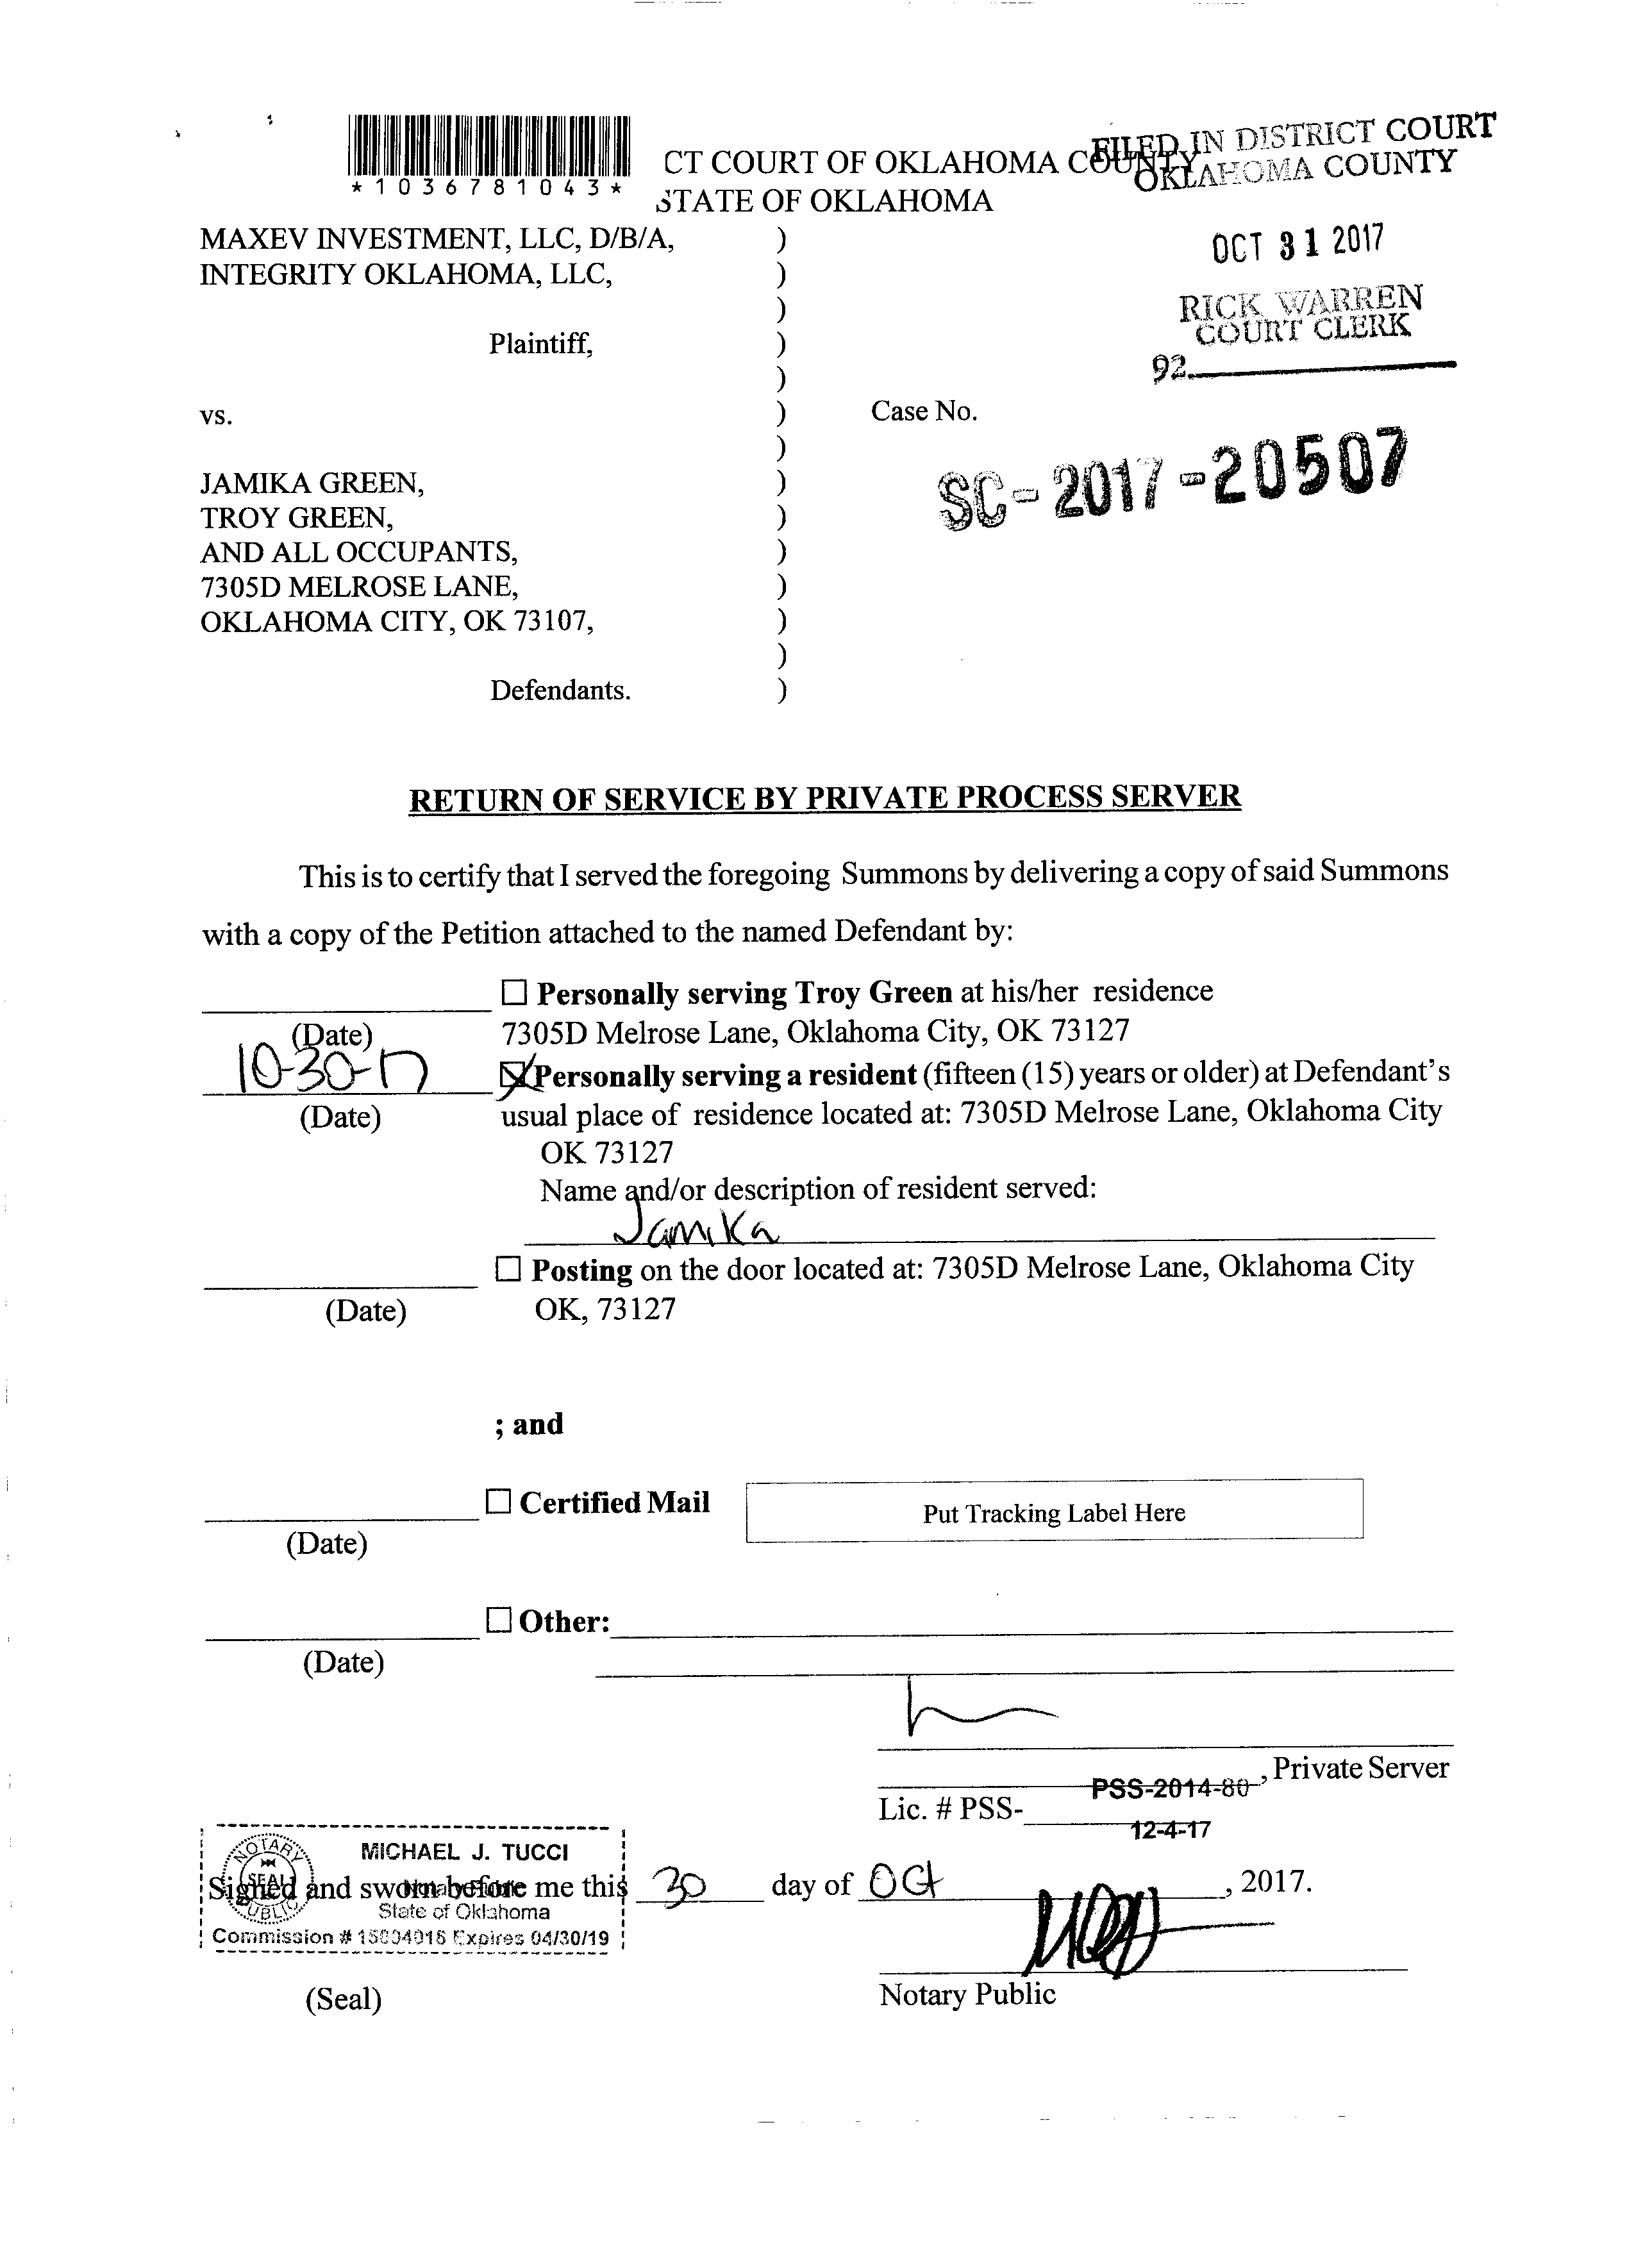 *1036781043*
CT COURT OF OKLAHOMA COUNTY
STATE OF OKLAHOMA
FILED IN DISTRICT COURT
OKLAHOMA COUNTY
OCT 31 2017
RICK WARREN
COURT CLERK
92
MAXEV INVESTMENT, LLC, D/B/A, )
INTEGRITY OKLAHOMA, LLC, )
)
Plaintiff, )
)
vs. ) Case No.
)
SC-2017-20507
JAMIKA GREEN, )
TROY GREEN, )
AND ALL OCCUPANTS, )
7305D MELROSE LANE, )
OKLAHOMA CITY, OK 73107, )
)
Defendants. )
RETURN OF SERVICE BY PRIVATE PROCESS SERVER
This is to certify that I served the foregoing Summons by delivering a copy of said Summons
with a copy of the Petition attached to the named Defendant by:
☐ Personally serving Troy Green at his/her residence
(Date) 7305D Melrose Lane, Oklahoma City, OK 73127
10-30-17 ☒ Personally serving a resident (fifteen (15) years or older) at Defendant's
(Date) usual place of residence located at: 7305D Melrose Lane, Oklahoma City
OK 73127
Name and/or description of resident served:
Jamika
☐ Posting on the door located at: 7305D Melrose Lane, Oklahoma City
(Date) OK, 73127
; and
☐ Certified Mail Put Tracking Label Here
(Date)
☐ Other:
(Date)
PSS-2014-80, Private Server
Lic. # PSS-
12-4-17
MICHAEL J. TUCCI
NOTARY PUBLIC SEAL
Notary Public
Signed and sworn before me this 30 day of Oct, 2017.
State of Oklahoma
Commission # 15004016 Expires 04/30/19
(Seal) Notary Public